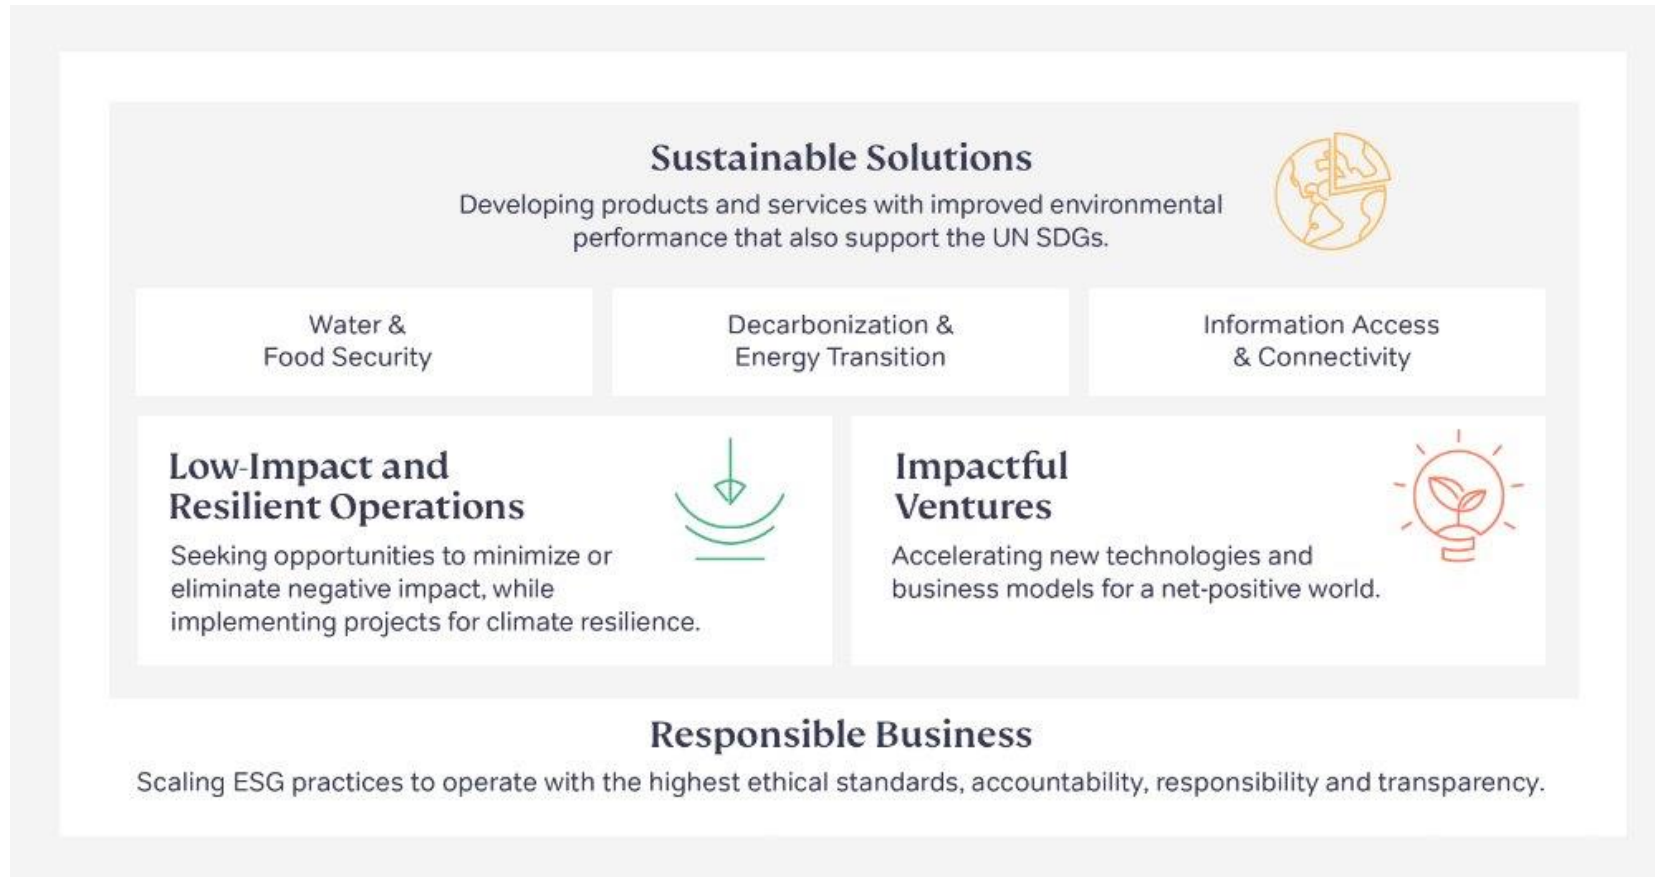 Sustainable Solutions
Developing products and services with improved environmental
performance that also support the UN SDGs.
Water &
Food Security
Decarbonization &
Energy Transition
Information Access
& Connectivity
Low-Impact and
Resilient Operations
Seeking opportunities to minimize or
eliminate negative impact, while
implementing projects for climate resilience.
Impactful
Ventures
Accelerating new technologies and
business models for a net-positive world.
Responsible Business
Scaling ESG practices to operate with the highest ethical standards, accountability, responsibility and transparency.